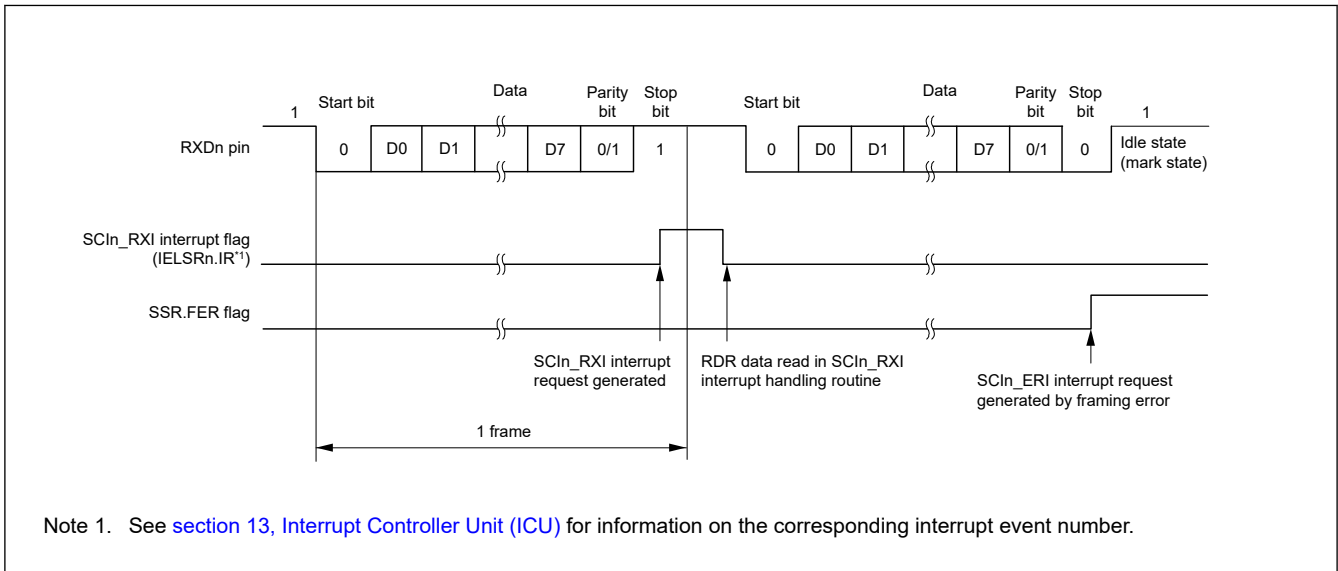 Start bit
Data
Parity bit
Stop bit
Start bit
Data
Parity bit
Stop bit
1
1
RXDn pin
0
D0
D1
D7
0/1
1
0
D0
D1
D7
0/1
0
Idle state
(mark state)
SCIn_RXI interrupt flag
(IELSRn.IR*1)
SSR.FER flag
SCIn_RXI interrupt
request generated
RDR data read in SCIn_RXI
interrupt handling routine
SCIn_ERI interrupt request
generated by framing error
1 frame
Note 1. See section 13, Interrupt Controller Unit (ICU) for information on the corresponding interrupt event number.